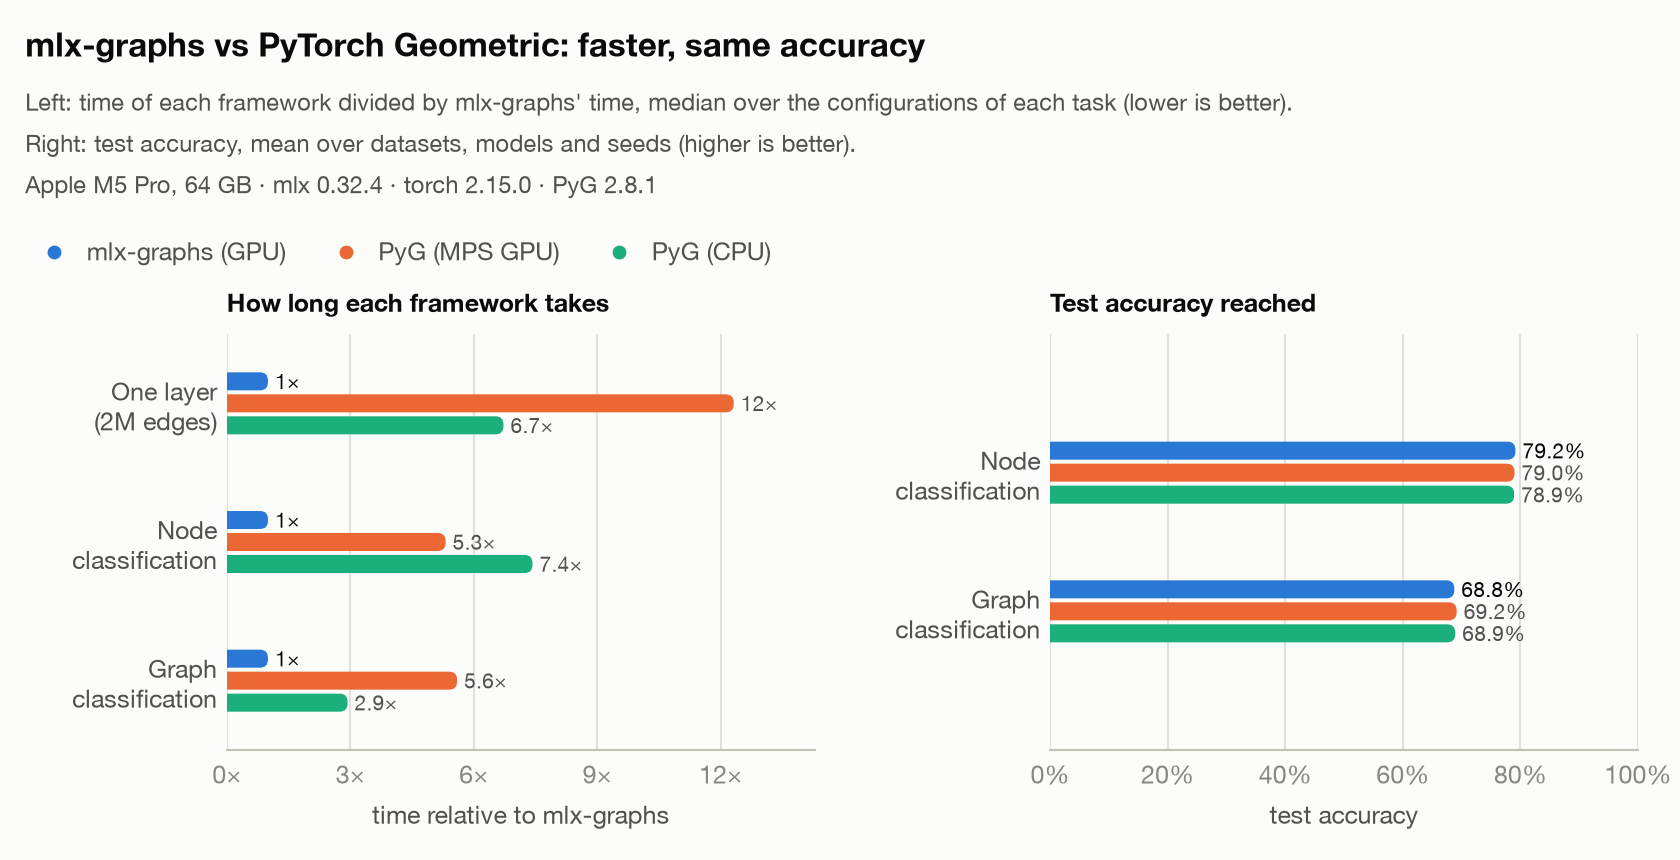 mlx-graphs vs PyTorch Geometric: faster, same accuracy
Left: time of each framework divided by mlx-graphs' time, median over the configurations of each task (lower is better).
Right: test accuracy, mean over datasets, models and seeds (higher is better).
Apple M5 Pro, 64 GB · mlx 0.32.4 · torch 2.15.0 · PyG 2.8.1
mlx-graphs (GPU) PyG (MPS GPU) PyG (CPU)
How long each framework takes
One layer
(2M edges)
1×
12×
6.7×
Node
classification
1×
5.3×
7.4×
Graph
classification
1×
5.6×
2.9×
0× 3× 6× 9× 12×
time relative to mlx-graphs
Test accuracy reached
Node
classification
79.2%
79.0%
78.9%
Graph
classification
68.8%
69.2%
68.9%
0% 20% 40% 60% 80% 100%
test accuracy